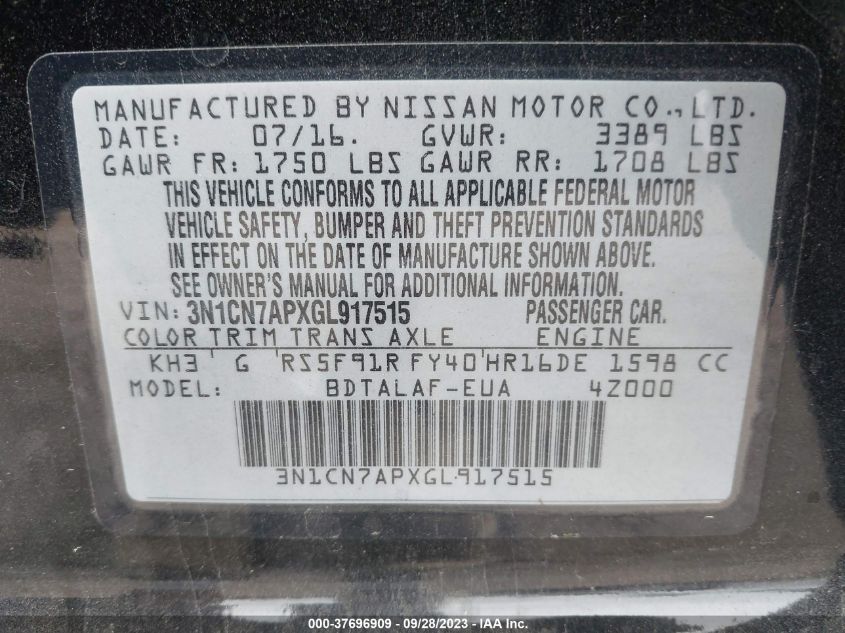 MANUFACTURED BY NISSAN MOTOR CO., LTD.
DATE: 07/16. GVWR: 3389 LBS
GAWR FR: 1750 LBS GAWR RR: 1708 LBS
THIS VEHICLE CONFORMS TO ALL APPLICABLE FEDERAL MOTOR
VEHICLE SAFETY, BUMPER AND THEFT PREVENTION STANDARDS
IN EFFECT ON THE DATE OF MANUFACTURE SHOWN ABOVE.
SEE OWNER'S MANUAL FOR ADDITIONAL INFORMATION.
VIN: 3N1CN7APXGL917515 PASSENGER CAR.
COLOR TRIM TRANS AXLE ENGINE
KH3 G RS5F91R FY40 HR16DE 1598 CC
MODEL: BDTALAF-EUA 4Z000
3N1CN7APXGL917515
000-37696909 - 09/28/2023 - IAA Inc.